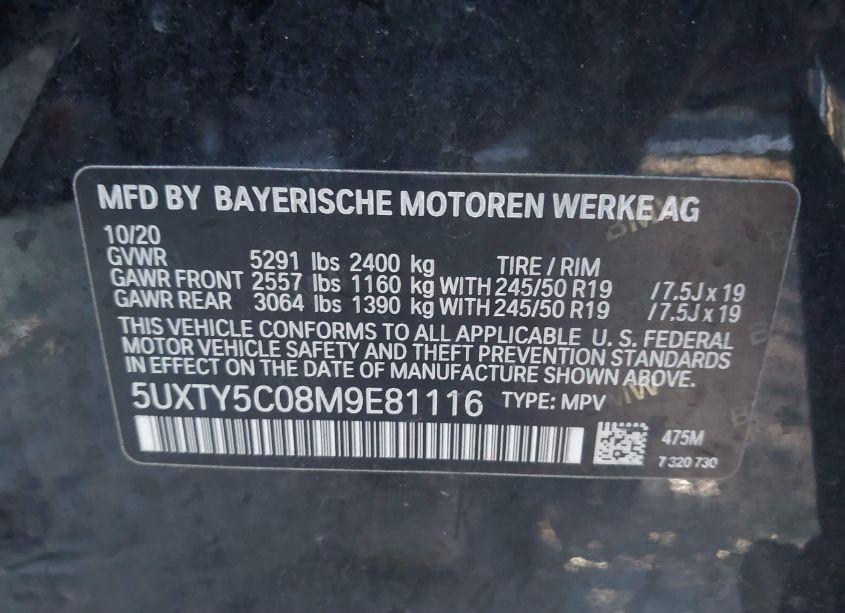 MFD BY BAYERISCHE MOTOREN WERKE AG
10/20
GVWR 5291 lbs 2400 kg TIRE / RIM
GAWR FRONT 2557 lbs 1160 kg WITH 245/50 R19 / 7.5J x 19
GAWR REAR 3064 lbs 1390 kg WITH 245/50 R19 / 7.5J x 19
THIS VEHICLE CONFORMS TO ALL APPLICABLE U. S. FEDERAL
MOTOR VEHICLE SAFETY AND THEFT PREVENTION STANDARDS
IN EFFECT ON THE DATE OF MANUFACTURE SHOWN ABOVE.
5UXTY5C08M9E81116 TYPE: MPV
475M
7 320 730